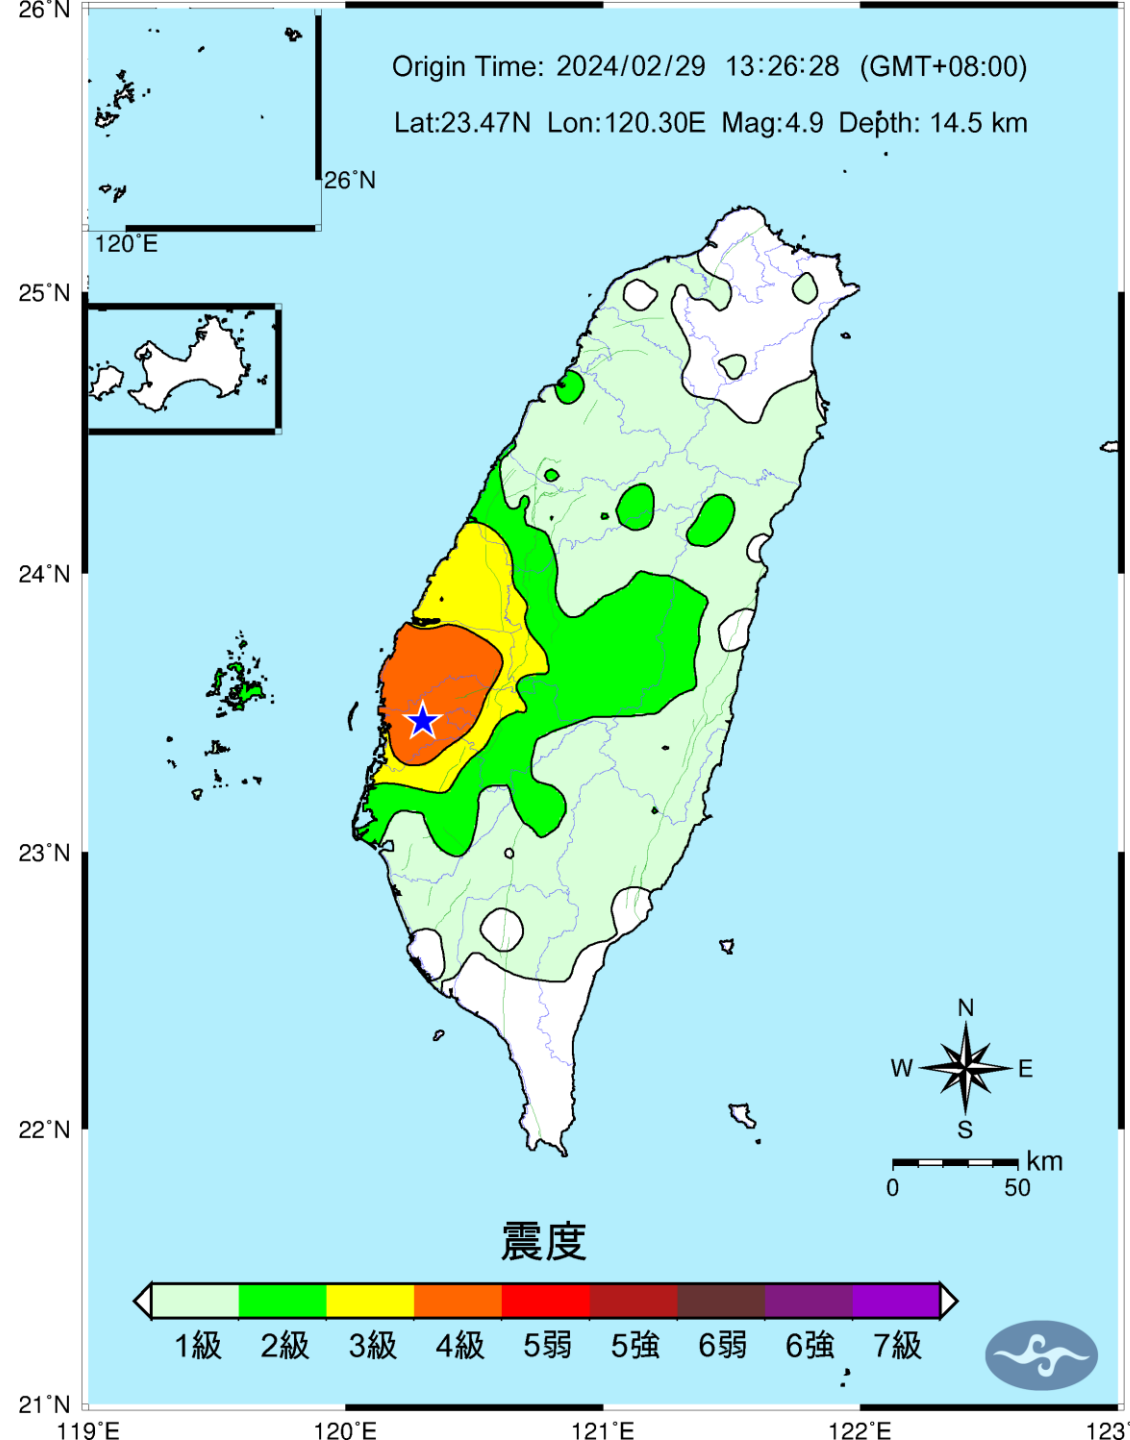 26°N
Origin Time: 2024/02/29 13:26:28 (GMT+08:00)
Lat:23.47N Lon:120.30E Mag:4.9 Depth: 14.5 km
26°N
120°E
25°N
24°N
23°N
22°N
21°N
N
W E
S
km
0 50
震度
1級 2級 3級 4級 5弱 5強 6弱 6強 7級
119°E 120°E 121°E 122°E 123°